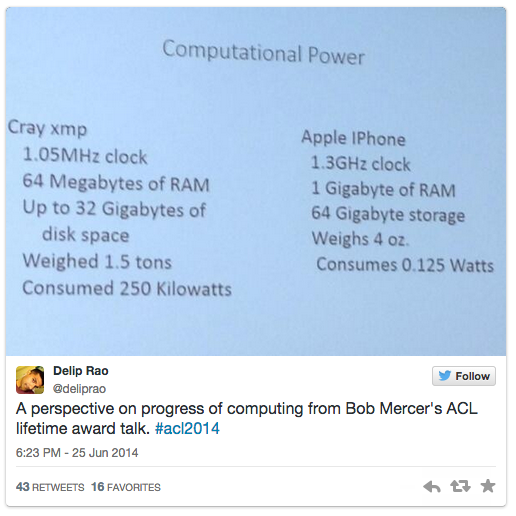 Computational Power
Cray xmp
1.05MHz clock
64 Megabytes of RAM
Up to 32 Gigabytes of
disk space
Weighed 1.5 tons
Consumed 250 Kilowatts
Apple IPhone
1.3GHz clock
1 Gigabyte of RAM
64 Gigabyte storage
Weighs 4 oz.
Consumes 0.125 Watts
Delip Rao
@deliprao
Follow
A perspective on progress of computing from Bob Mercer's ACL
lifetime award talk. #acl2014
6:23 PM - 25 Jun 2014
43 RETWEETS 16 FAVORITES